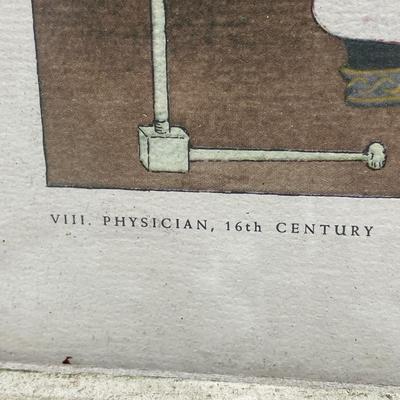 VIII. PHYSICIAN, 16th CENTURY